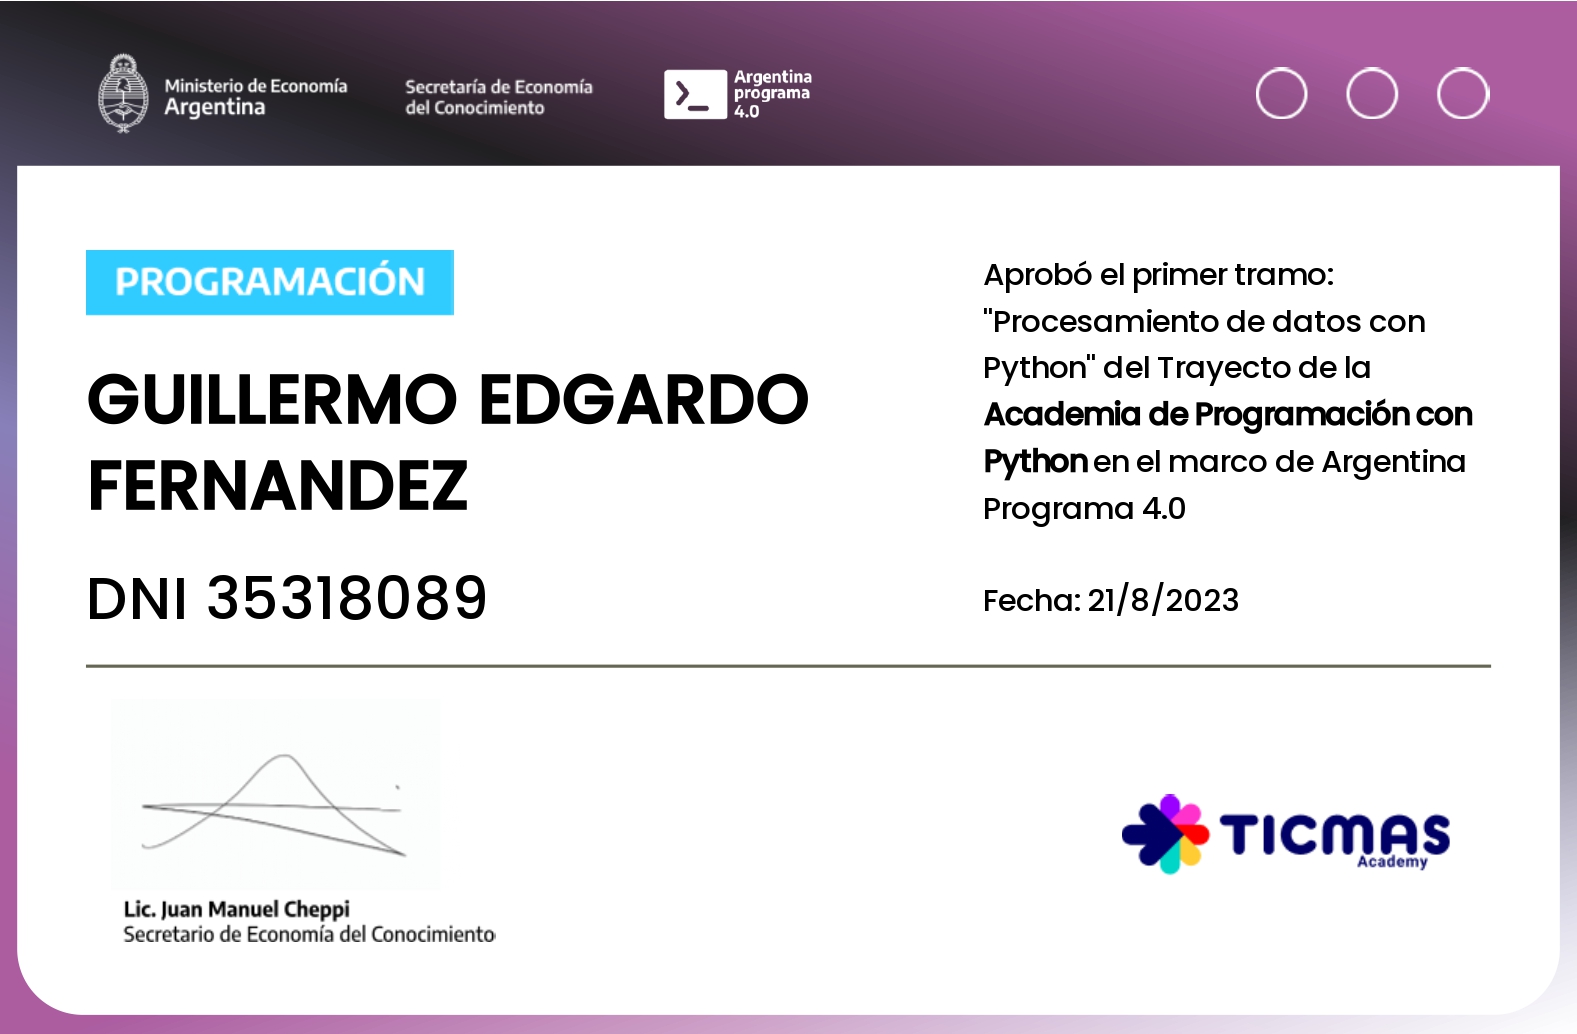 Ministerio de Economía
Argentina
Secretaría de Economía
del Conocimiento
Argentina
programa
4.0
PROGRAMACIÓN
GUILLERMO EDGARDO
FERNANDEZ
DNI 35318089
Aprobó el primer tramo:
"Procesamiento de datos con
Python" del Trayecto de la
Academia de Programación con
Python en el marco de Argentina
Programa 4.0
Fecha: 21/8/2023
Lic. Juan Manuel Cheppi
Secretario de Economía del Conocimiento
TICMAS
Academy